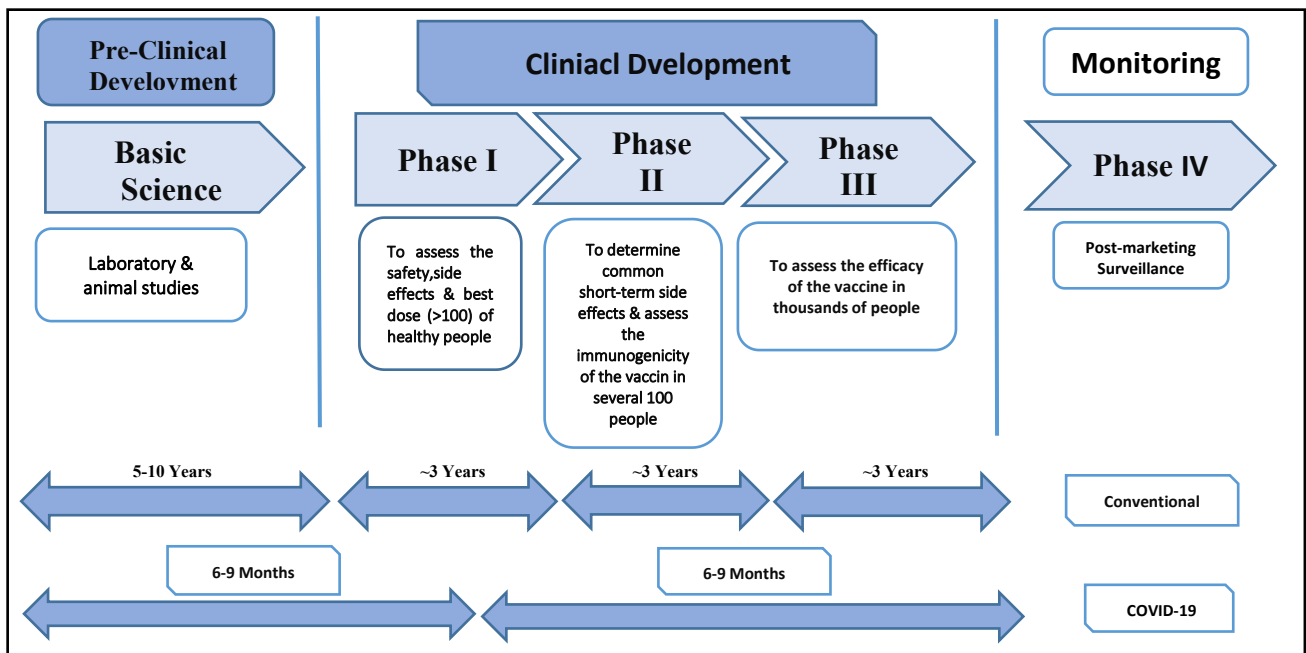 Pre-Clinical
Develovment
Cliniacl Dvelopment
Monitoring
Basic
Science
Phase I
Phase
II
Phase
III
Phase IV
Laboratory &
animal studies
To assess the
safety,side
effects & best
dose (>100) of
healthy people
To determine
common
short-term side
effects & assess
the
immunogenicity
of the vaccin in
several 100
people
To assess the efficacy
of the vaccine in
thousands of people
Post-marketing
Surveillance
5-10 Years
~3 Years
~3 Years
~3 Years
Conventional
6-9 Months
6-9 Months
COVID-19